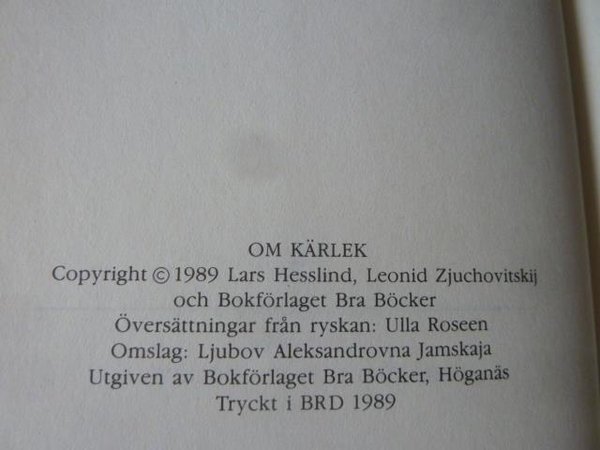 OM KÄRLEK
Copyright © 1989 Lars Hesslind, Leonid Zjuchovitskij
och Bokförlaget Bra Böcker
Översättningar från ryskan: Ulla Roseen
Omslag: Ljubov Aleksandrovna Jamskaja
Utgiven av Bokförlaget Bra Böcker, Höganäs
Tryckt i BRD 1989